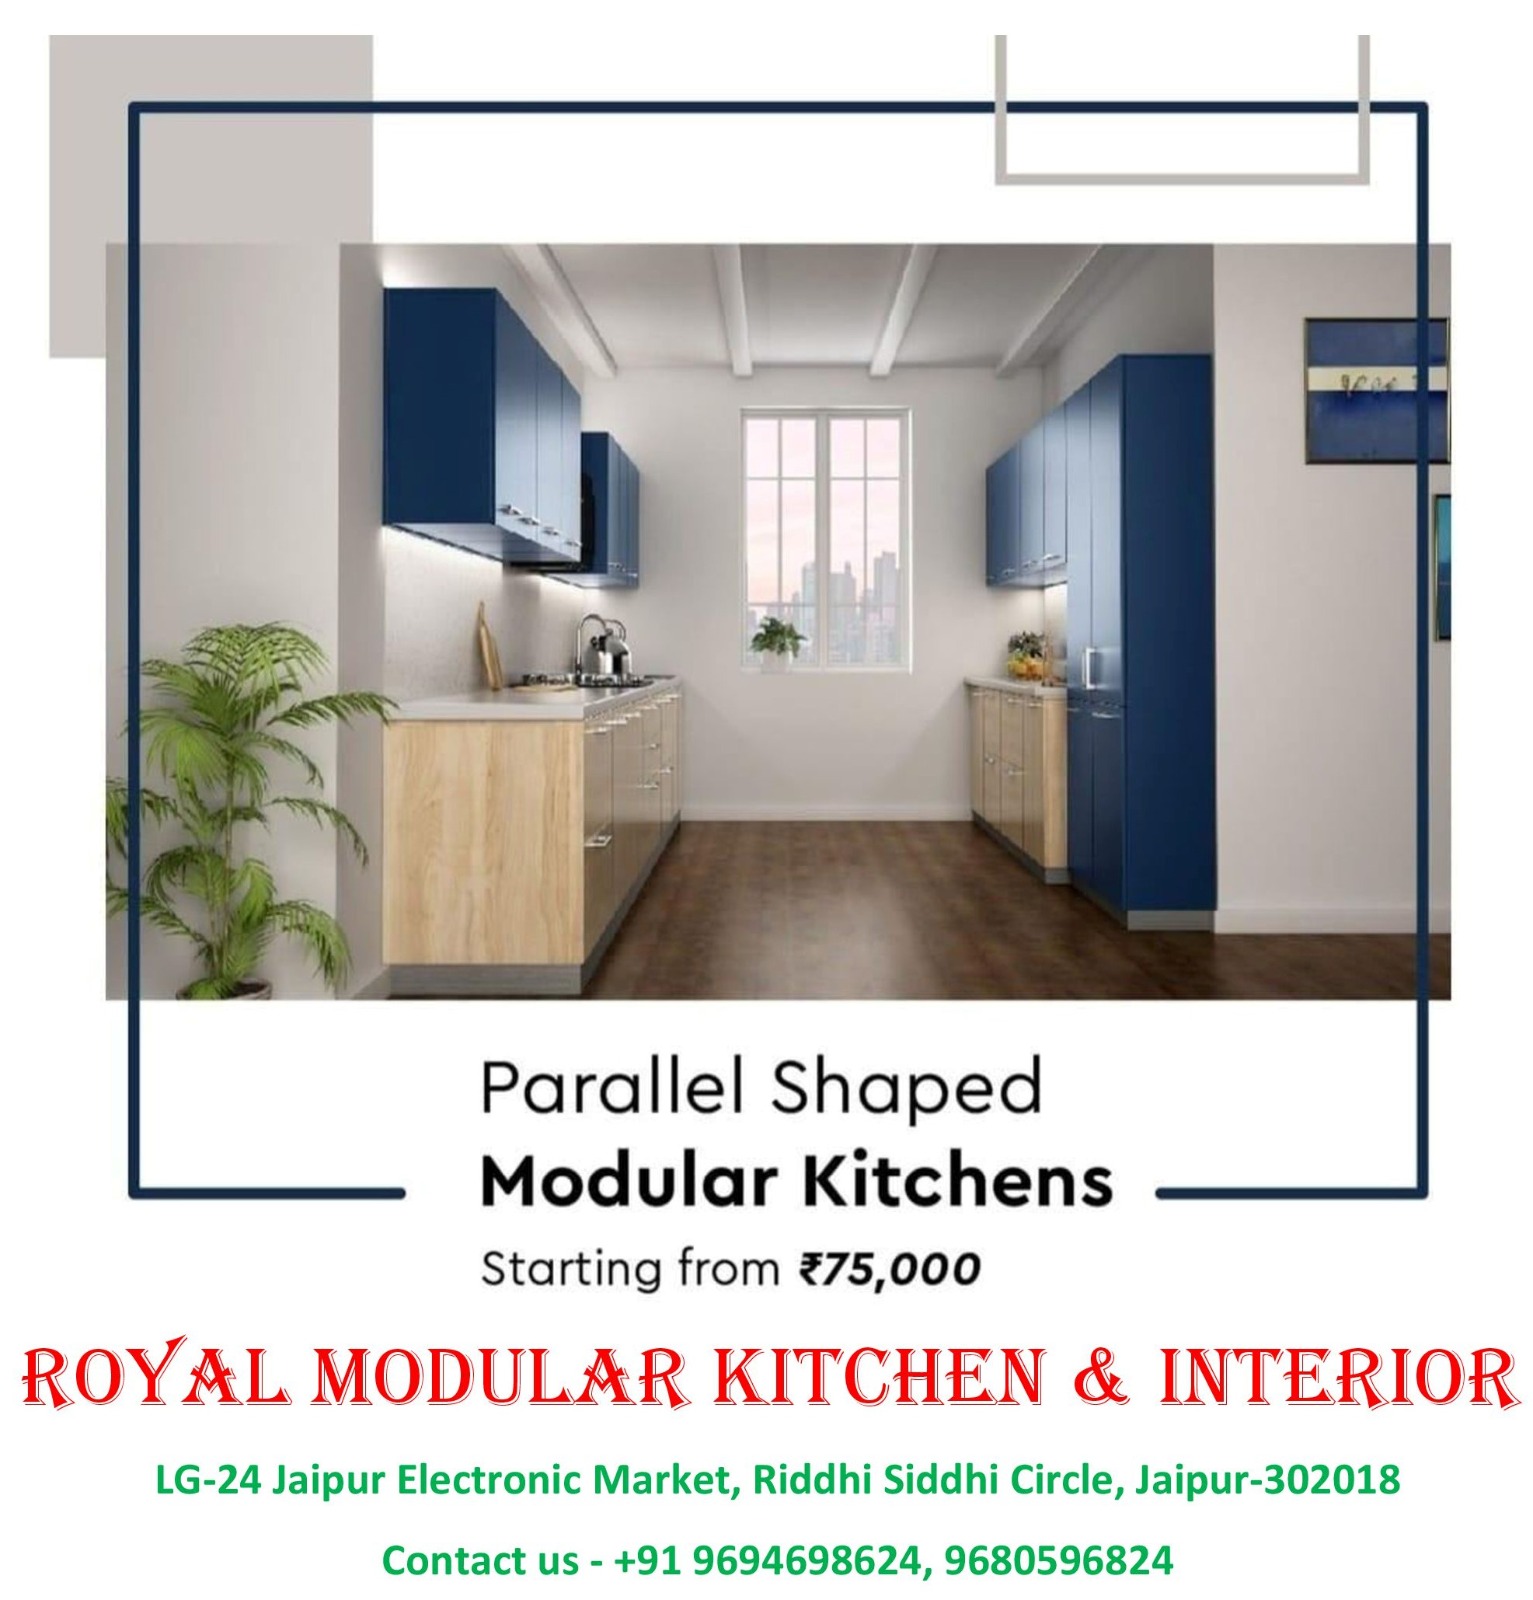 Parallel Shaped
Modular Kitchens
Starting from ₹75,000
ROYAL MODULAR KITCHEN & INTERIOR
LG-24 Jaipur Electronic Market, Riddhi Siddhi Circle, Jaipur-302018
Contact us - +91 9694698624, 9680596824